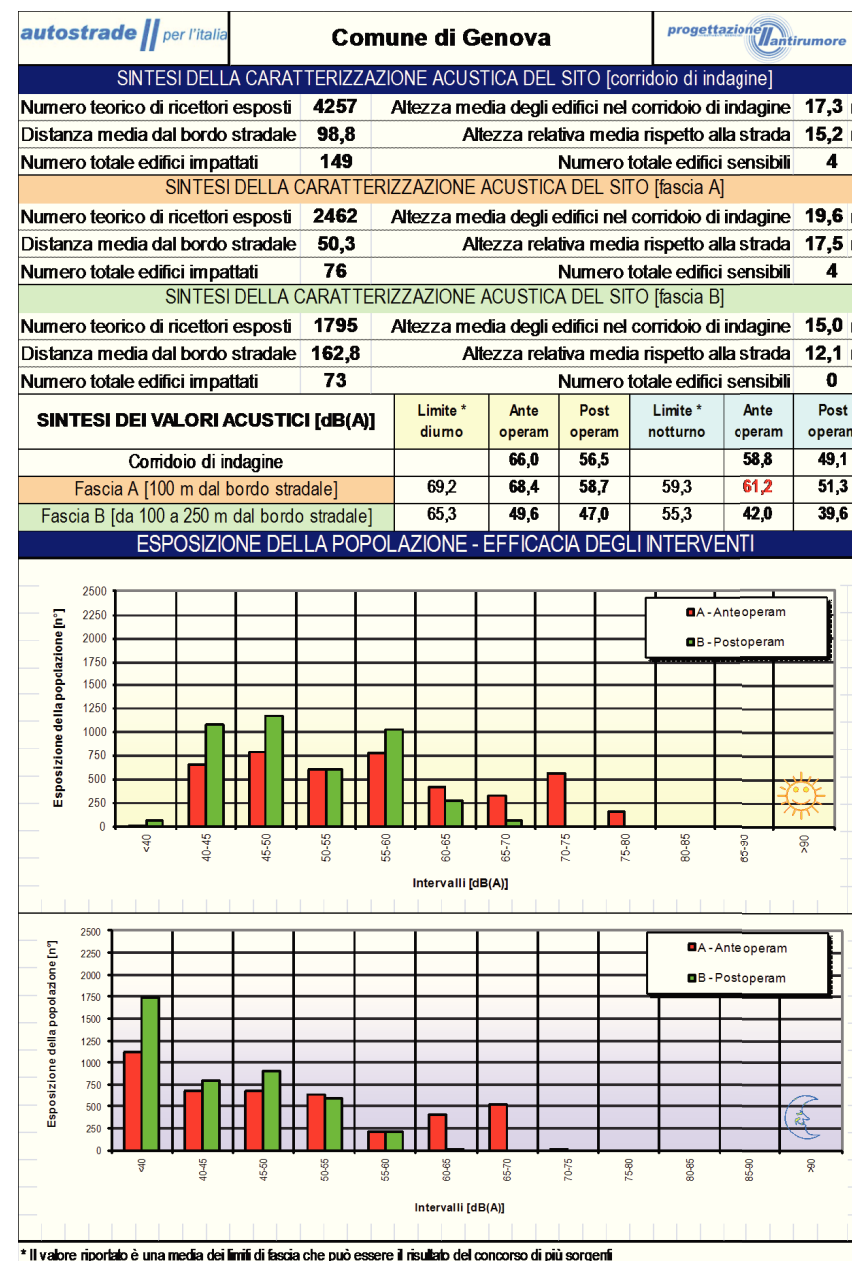 autostrade // per l'italia
Comune di Genova
progettazione antirumore
SINTESI DELLA CARATTERIZZAZIONE ACUSTICA DEL SITO [corridoio di indagine]
Numero teorico di ricettori esposti 4257 Altezza media degli edifici nel corridoio di indagine 17,3
Distanza media dal bordo stradale 98,8 Altezza relativa media rispetto alla strada 15,2
Numero totale edifici impattati 149 Numero totale edifici sensibili 4
SINTESI DELLA CARATTERIZZAZIONE ACUSTICA DEL SITO [fascia A]
Numero teorico di ricettori esposti 2462 Altezza media degli edifici nel corridoio di indagine 19,6
Distanza media dal bordo stradale 50,3 Altezza relativa media rispetto alla strada 17,5
Numero totale edifici impattati 76 Numero totale edifici sensibili 4
SINTESI DELLA CARATTERIZZAZIONE ACUSTICA DEL SITO [fascia B]
Numero teorico di ricettori esposti 1795 Altezza media degli edifici nel corridoio di indagine 15,0
Distanza media dal bordo stradale 162,8 Altezza relativa media rispetto alla strada 12,1
Numero totale edifici impattati 73 Numero totale edifici sensibili 0
SINTESI DEI VALORI ACUSTICI [dB(A)] Limite * diurno Ante operam Post operam Limite * notturno Ante operam Post operam
Corridoio di indagine 66,0 56,5 58,8 49,1
Fascia A [100 m dal bordo stradale] 69,2 68,4 58,7 59,3 61,2 51,3
Fascia B [da 100 a 250 m dal bordo stradale] 65,3 49,6 47,0 55,3 42,0 39,6
ESPOSIZIONE DELLA POPOLAZIONE - EFFICACIA DEGLI INTERVENTI
Esposizione della popolazione [n°]
2500
2250
2000
1750
1500
1250
1000
750
500
250
0
A - Anteoperam
B - Postoperam
<40 40-45 45-50 50-55 55-60 60-65 65-70 70-75 75-80 80-85 85-90 >90
Intervalli [dB(A)]
Esposizione della popolazione [n°]
2500
2250
2000
1750
1500
1250
1000
750
500
250
0
A - Anteoperam
B - Postoperam
<40 40-45 45-50 50-55 55-60 60-65 65-70 70-75 75-80 80-85 85-90 >90
Intervalli [dB(A)]
* Il valore riportato è una media dei limiti di fascia che può essere il risultato del concorso di più sorgenti